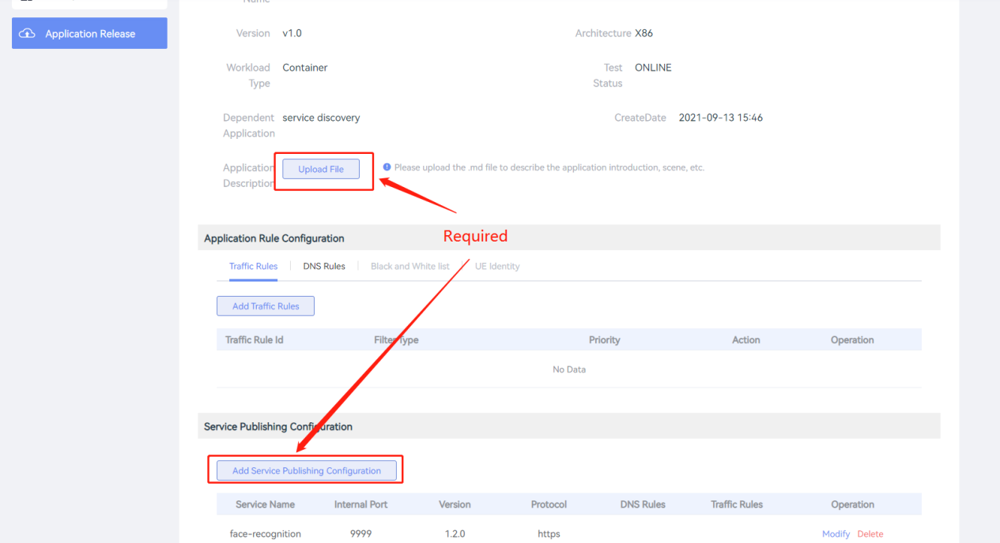 Name
Application Release
Version v1.0
Architecture X86
Workload Type Container
Test Status ONLINE
Dependent Application service discovery
CreateDate 2021-09-13 15:46
Application Description Upload File
Please upload the .md file to describe the application introduction, scene, etc.
Required
Application Rule Configuration
Traffic Rules DNS Rules Black and White list UE Identity
Add Traffic Rules
Traffic Rule Id Filter Type Priority Action Operation
No Data
Service Publishing Configuration
Add Service Publishing Configuration
Service Name Internal Port Version Protocol DNS Rules Traffic Rules Operation
face-recognition 9999 1.2.0 https Modify Delete